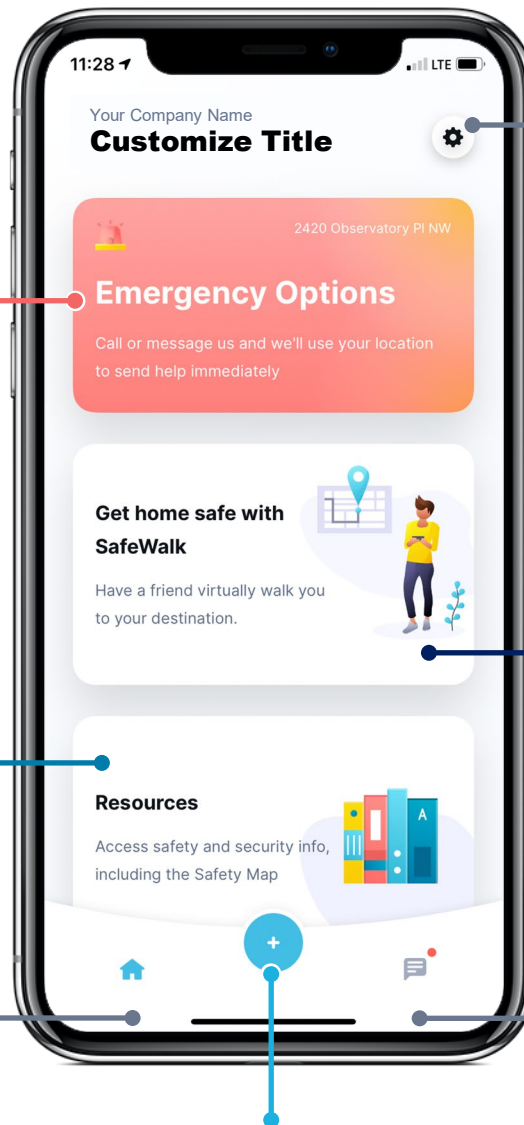 11:28
LTE
Your Company Name
Customize Title
2420 Observatory Pl NW
Emergency Options
Call or message us and we'll use your location
to send help immediately
Get home safe with
SafeWalk
Have a friend virtually walk you
to your destination.
Resources
Access safety and security info,
including the Safety Map
A
+